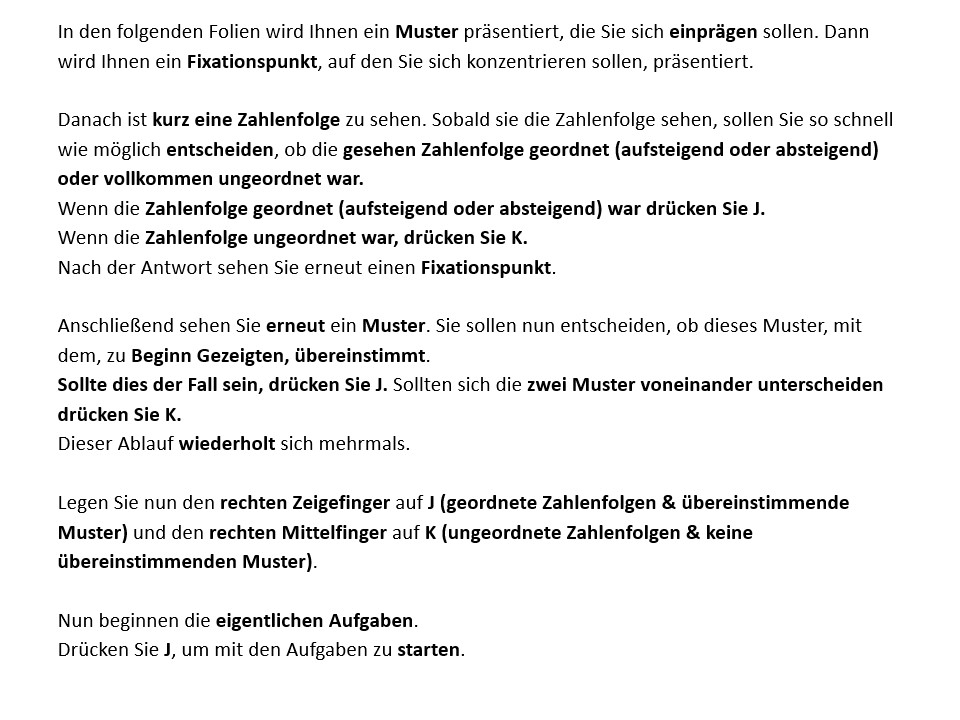 In den folgenden Folien wird Ihnen ein Muster präsentiert, die Sie sich einprägen sollen. Dann
wird Ihnen ein Fixationspunkt, auf den Sie sich konzentrieren sollen, präsentiert.
Danach ist kurz eine Zahlenfolge zu sehen. Sobald sie die Zahlenfolge sehen, sollen Sie so schnell
wie möglich entscheiden, ob die gesehen Zahlenfolge geordnet (aufsteigend oder absteigend)
oder vollkommen ungeordnet war.
Wenn die Zahlenfolge geordnet (aufsteigend oder absteigend) war drücken Sie J.
Wenn die Zahlenfolge ungeordnet war, drücken Sie K.
Nach der Antwort sehen Sie erneut einen Fixationspunkt.
Anschließend sehen Sie erneut ein Muster. Sie sollen nun entscheiden, ob dieses Muster, mit
dem, zu Beginn Gezeigten, übereinstimmt.
Sollte dies der Fall sein, drücken Sie J. Sollten sich die zwei Muster voneinander unterscheiden
drücken Sie K.
Dieser Ablauf wiederholt sich mehrmals.
Legen Sie nun den rechten Zeigefinger auf J (geordnete Zahlenfolgen & übereinstimmende
Muster) und den rechten Mittelfinger auf K (ungeordnete Zahlenfolgen & keine
übereinstimmenden Muster).
Nun beginnen die eigentlichen Aufgaben.
Drücken Sie J, um mit den Aufgaben zu starten.